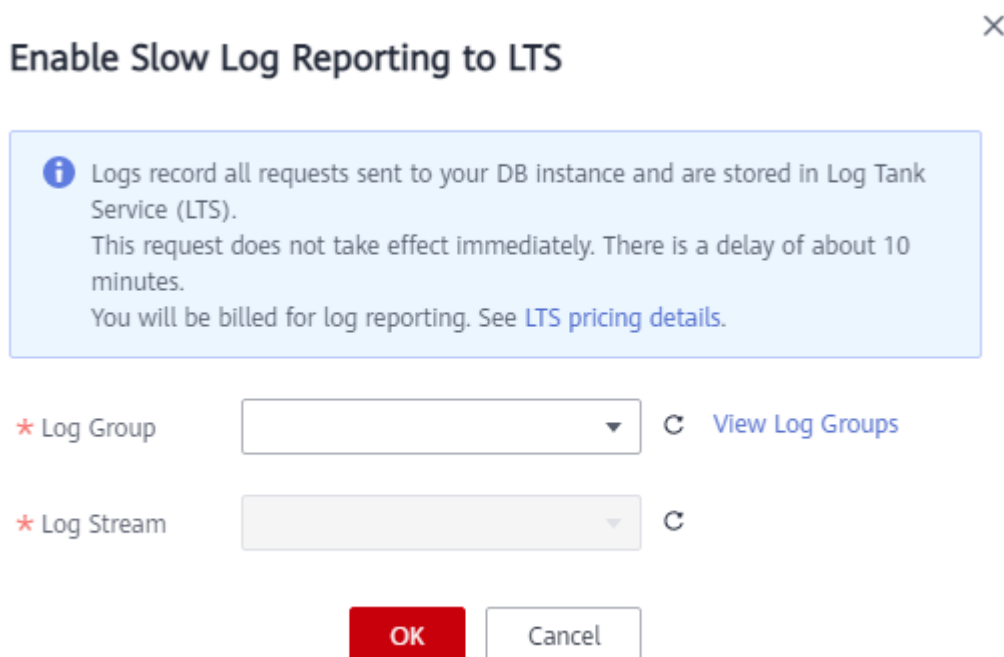 Enable Slow Log Reporting to LTS
Logs record all requests sent to your DB instance and are stored in Log Tank
Service (LTS).
This request does not take effect immediately. There is a delay of about 10
minutes.
You will be billed for log reporting. See LTS pricing details.
* Log Group
View Log Groups
* Log Stream
OK
Cancel